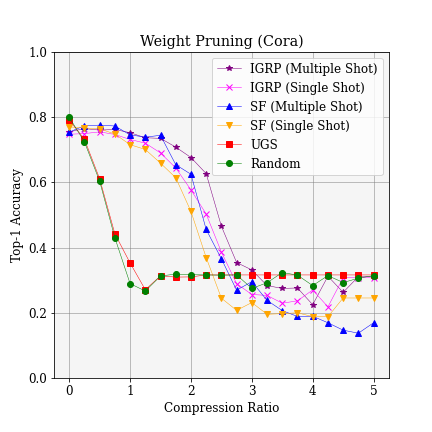 Weight Pruning (Cora)
1.0
0.8
0.6
0.4
0.2
0.0
Top-1 Accuracy
IGRP (Multiple Shot)
IGRP (Single Shot)
SF (Multiple Shot)
SF (Single Shot)
UGS
Random
0 1 2 3 4 5
Compression Ratio